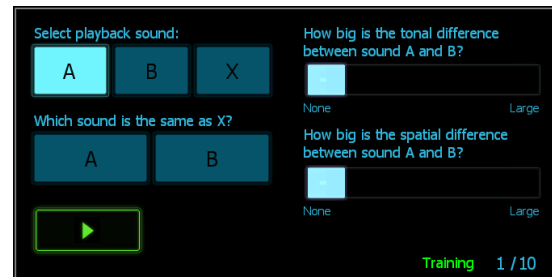 Select playback sound:
A
B
X
Which sound is the same as X?
A
B
How big is the tonal difference
between sound A and B?
None
Large
How big is the spatial difference
between sound A and B?
None
Large
Training
1 / 10